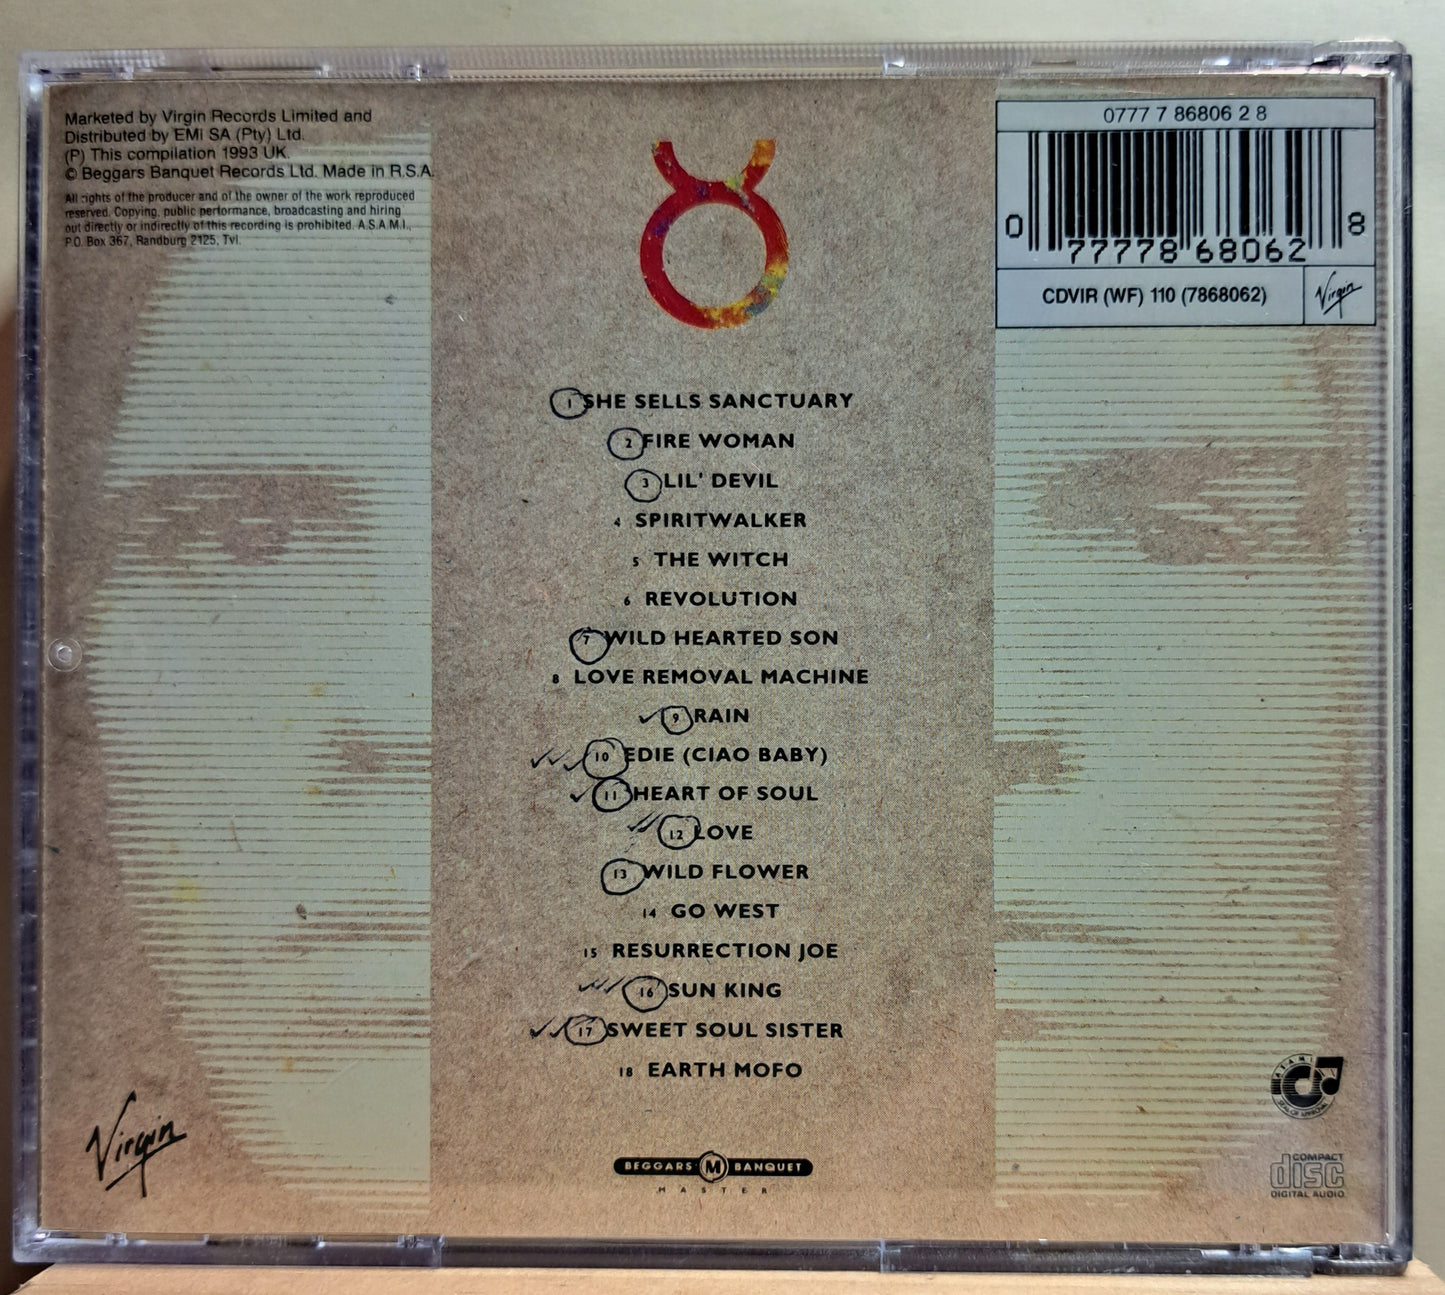 Marketed by Virgin Records Limited and
Distributed by EMI SA (Pty) Ltd.
(P) This compilation 1993 UK.
© Beggars Banquet Records Ltd. Made in R.S.A.
All rights of the producer and of the owner of the work reproduced
reserved. Copying, public performance, broadcasting and hiring
out directly or indirectly of this recording is prohibited. A.S.A.M.I.,
P.O. Box 367, Randburg 2125, Tvl.
0777 7 86806 2 8
0 77778 68062 8
CDVIR (WF) 110 (7868062)
Virgin
1 SHE SELLS SANCTUARY
2 FIRE WOMAN
3 LIL' DEVIL
4 SPIRITWALKER
5 THE WITCH
6 REVOLUTION
7 WILD HEARTED SON
8 LOVE REMOVAL MACHINE
9 RAIN
10 EDIE (CIAO BABY)
11 HEART OF SOUL
12 LOVE
13 WILD FLOWER
14 GO WEST
15 RESURRECTION JOE
16 SUN KING
17 SWEET SOUL SISTER
18 EARTH MOFO
Virgin
BEGGARS M BANQUET
MASTER
ASAMI
SEAL OF APPROVAL
COMPACT
disc
DIGITAL AUDIO